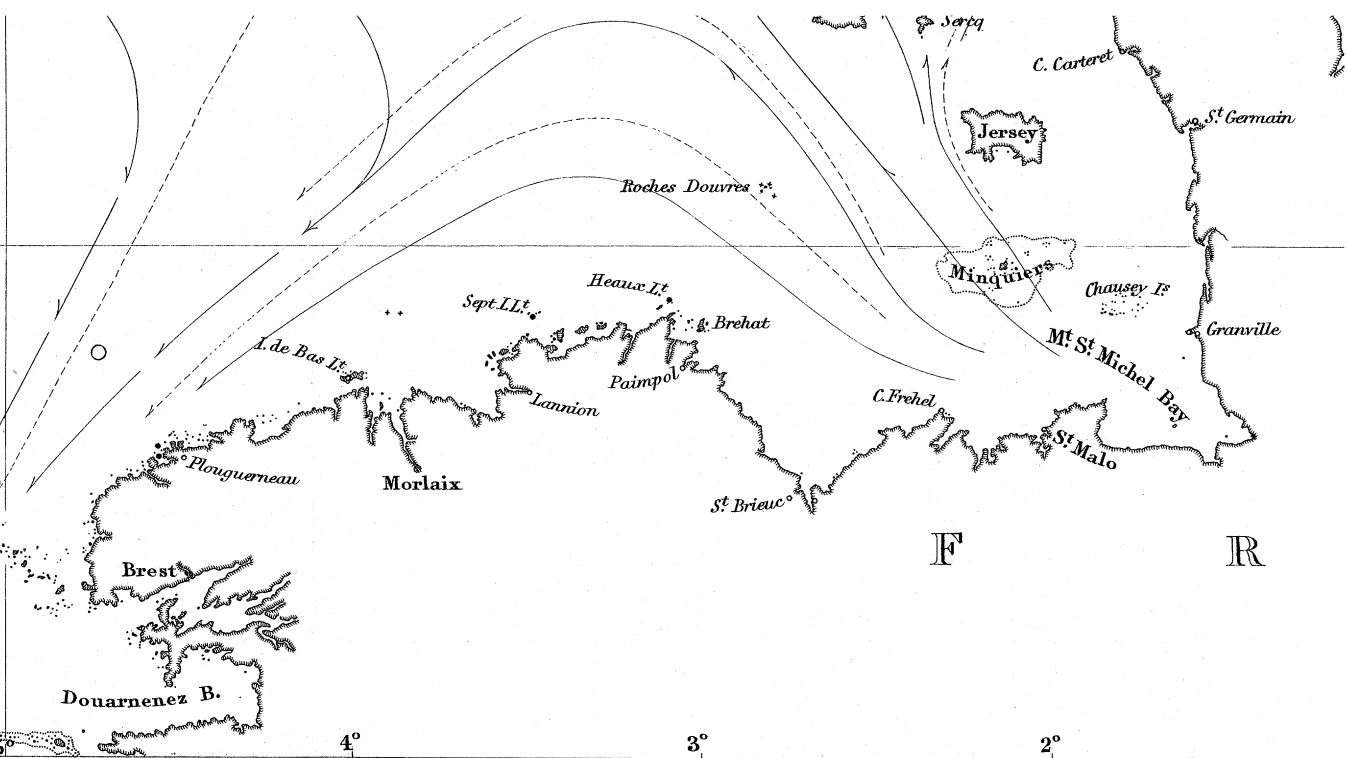 Sercq
C. Carteret
St. Germain
Jersey
Roches Douvres
Minquiers
Heaux Lt.
Chausey Is
Sept I. Lt.
Brehat
Granville
Mt. St. Michel Bay
I. de Bas Lt.
Paimpol
Lannion
C. Frehel
St. Malo
Plouguerneau
Morlaix
St. Brieuc
F R
Brest
Douarnenez B.
5° 4° 3° 2°